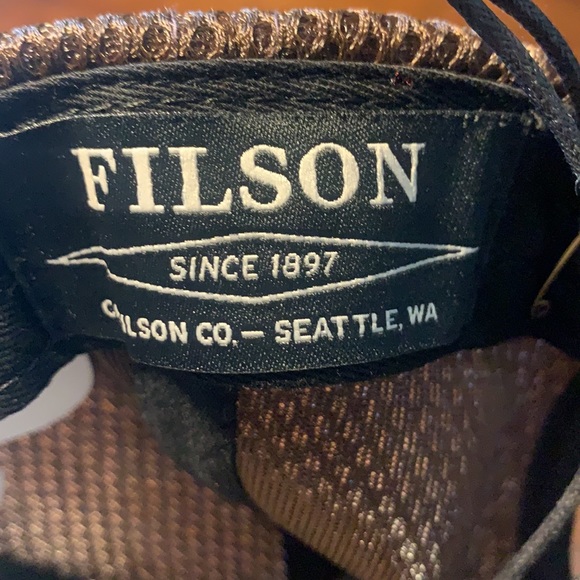 FILSON
SINCE 1897
CO.— SEATTLE, WA